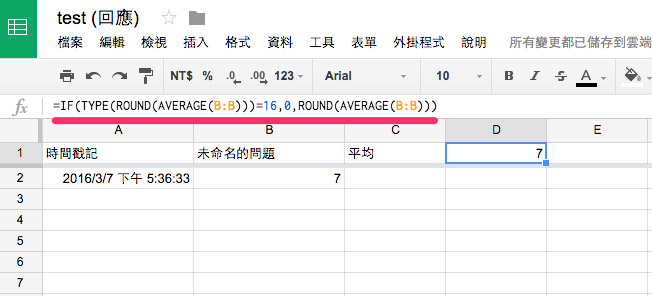 test (回應)
檔案 編輯 檢視 插入 格式 資料 工具 表單 外掛程式 說明 所有變更都已儲存到雲端
NT$ % .0 .00 123 Arial 10 B I S A
fx =IF(TYPE(ROUND(AVERAGE(B:B)))=16,0,ROUND(AVERAGE(B:B)))
A B C D E
1 時間戳記 未命名的問題 平均 7
2 2016/3/7 下午 5:36:33 7
3
4
5
6
7